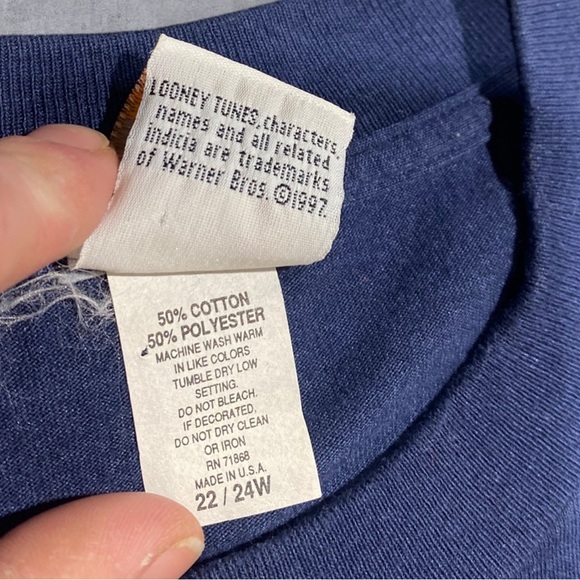 LOONEY TUNES, characters,
names and all related
indicia are trademarks
of Warner Bros. ©1997.
50% COTTON
50% POLYESTER
MACHINE WASH WARM
IN LIKE COLORS
TUMBLE DRY LOW
SETTING.
DO NOT BLEACH.
IF DECORATED,
DO NOT DRY CLEAN
OR IRON
RN 71868
MADE IN U.S.A.
22 / 24W